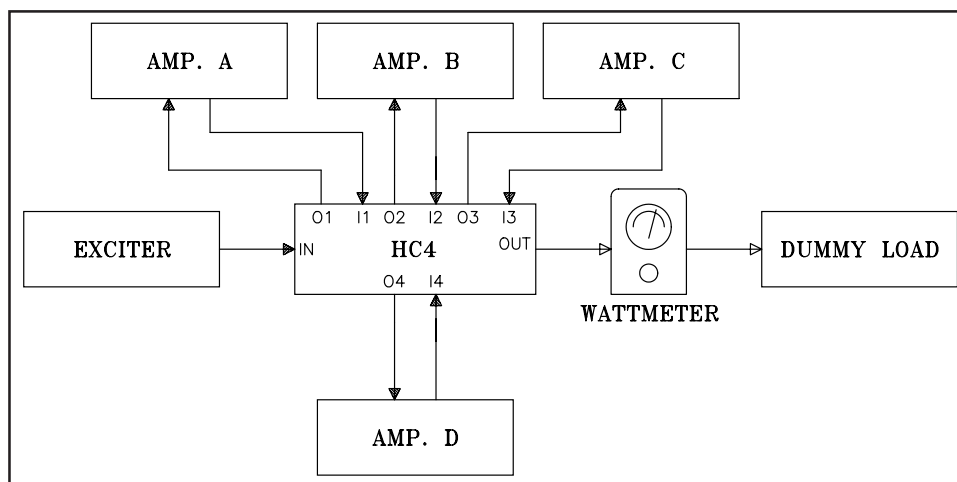 AMP. A
AMP. B
AMP. C
O1 I1 O2 I2 O3 I3
EXCITER
IN
HC4
OUT
DUMMY LOAD
O4 I4
WATTMETER
AMP. D